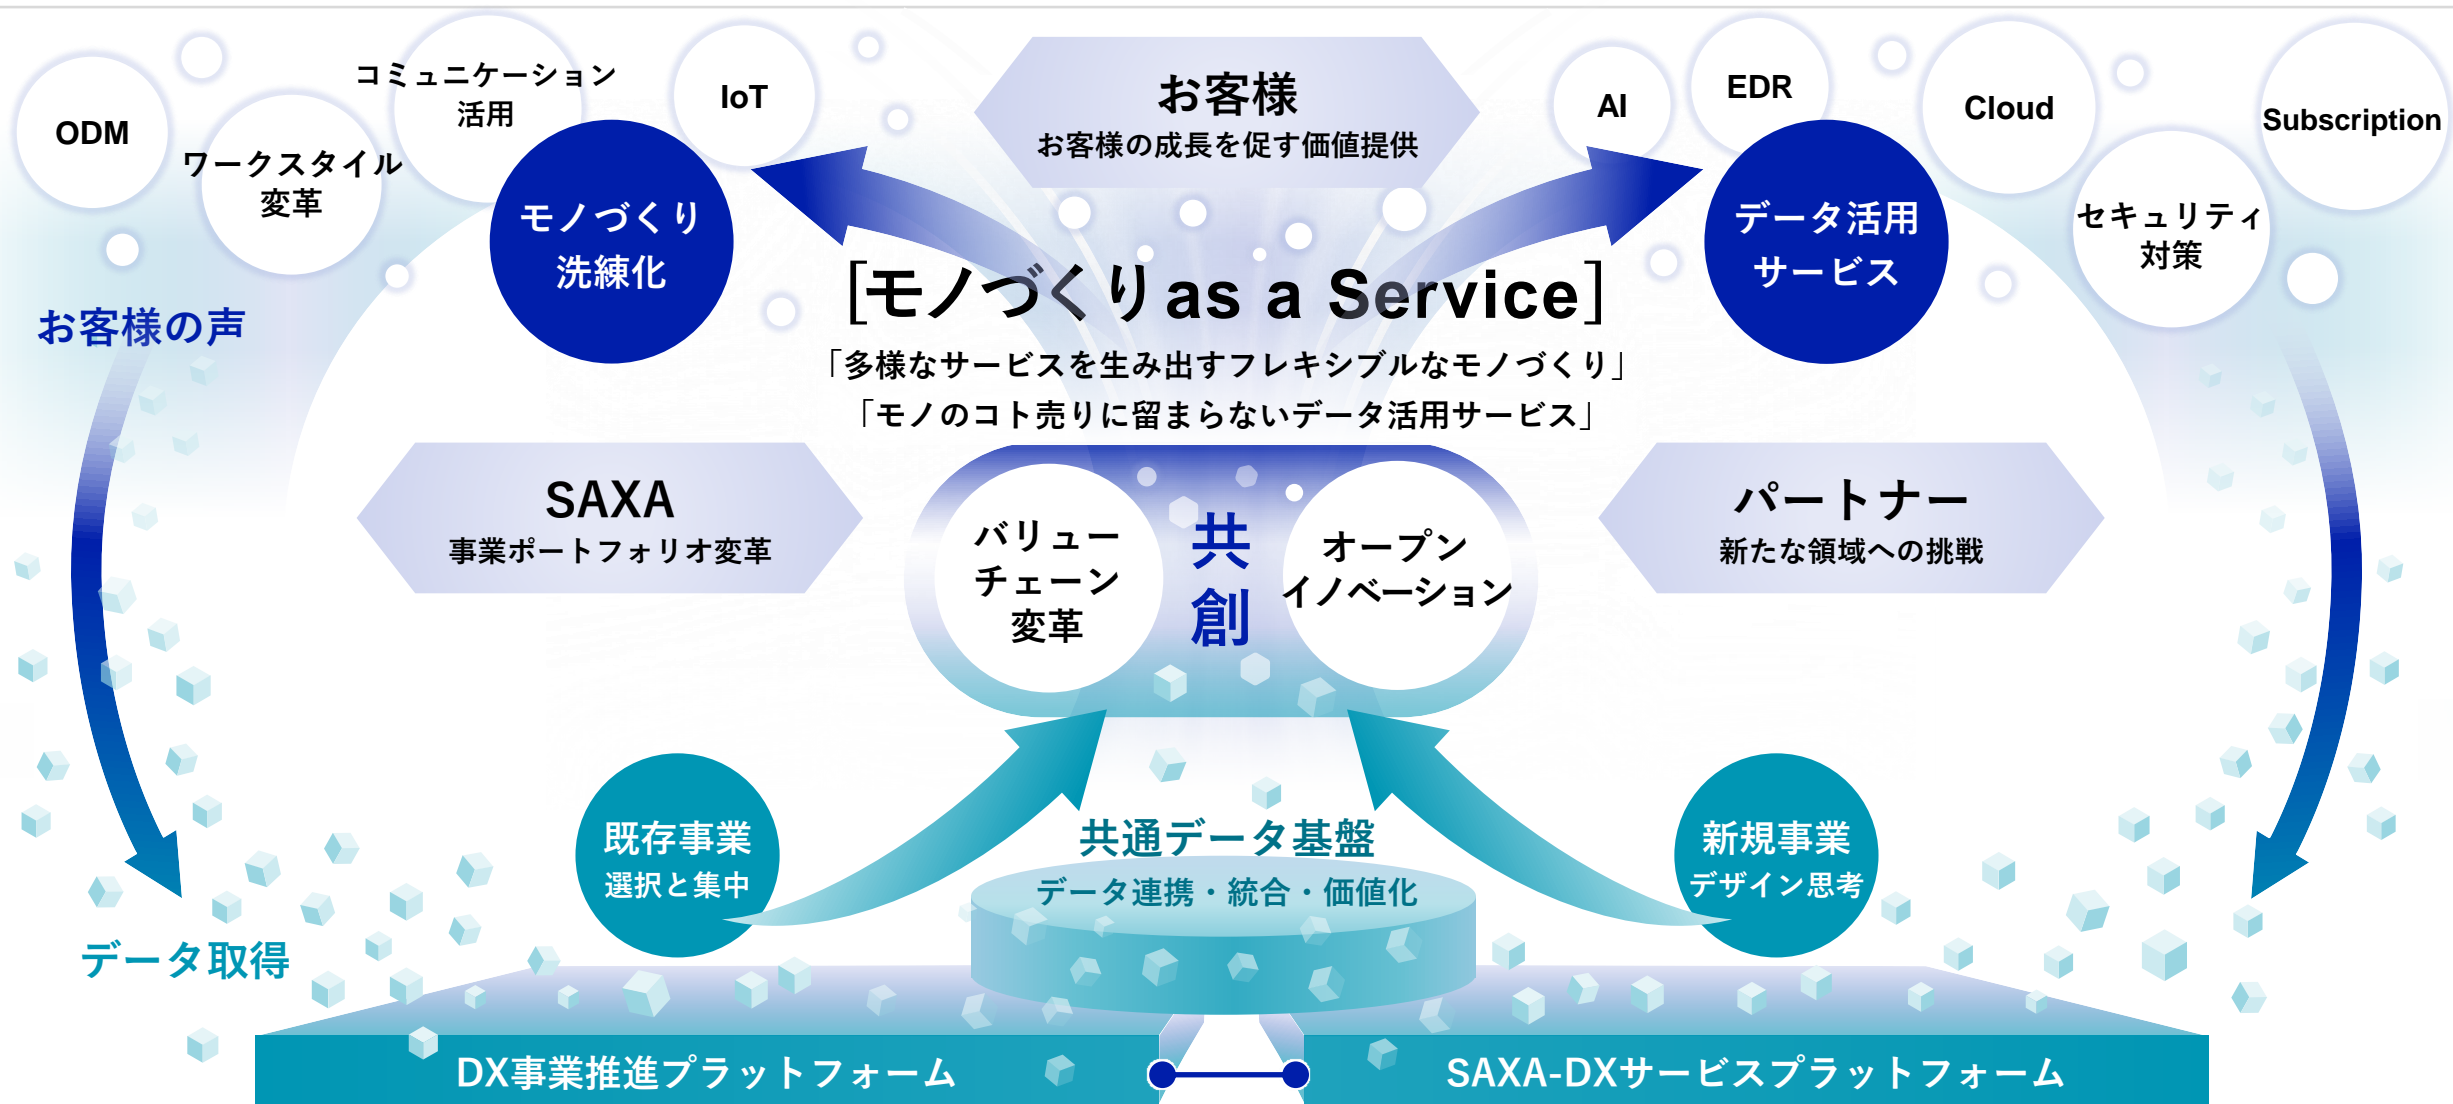 ODM
ワークスタイル
変革
コミュニケーション
活用
IoT
モノづくり
洗練化
お客様
お客様の成長を促す価値提供
AI
EDR
Cloud
Subscription
データ活用
サービス
セキュリティ
対策
お客様の声
[モノづくり as a Service]
「多様なサービスを生み出すフレキシブルなモノづくり」
「モノのコト売りに留まらないデータ活用サービス」
SAXA
事業ポートフォリオ変革
バリュー
チェーン
変革
共
創
オープン
イノベーション
パートナー
新たな領域への挑戦
既存事業
選択と集中
共通データ基盤
データ連携・統合・価値化
新規事業
デザイン思考
データ取得
DX事業推進プラットフォーム
SAXA-DXサービスプラットフォーム